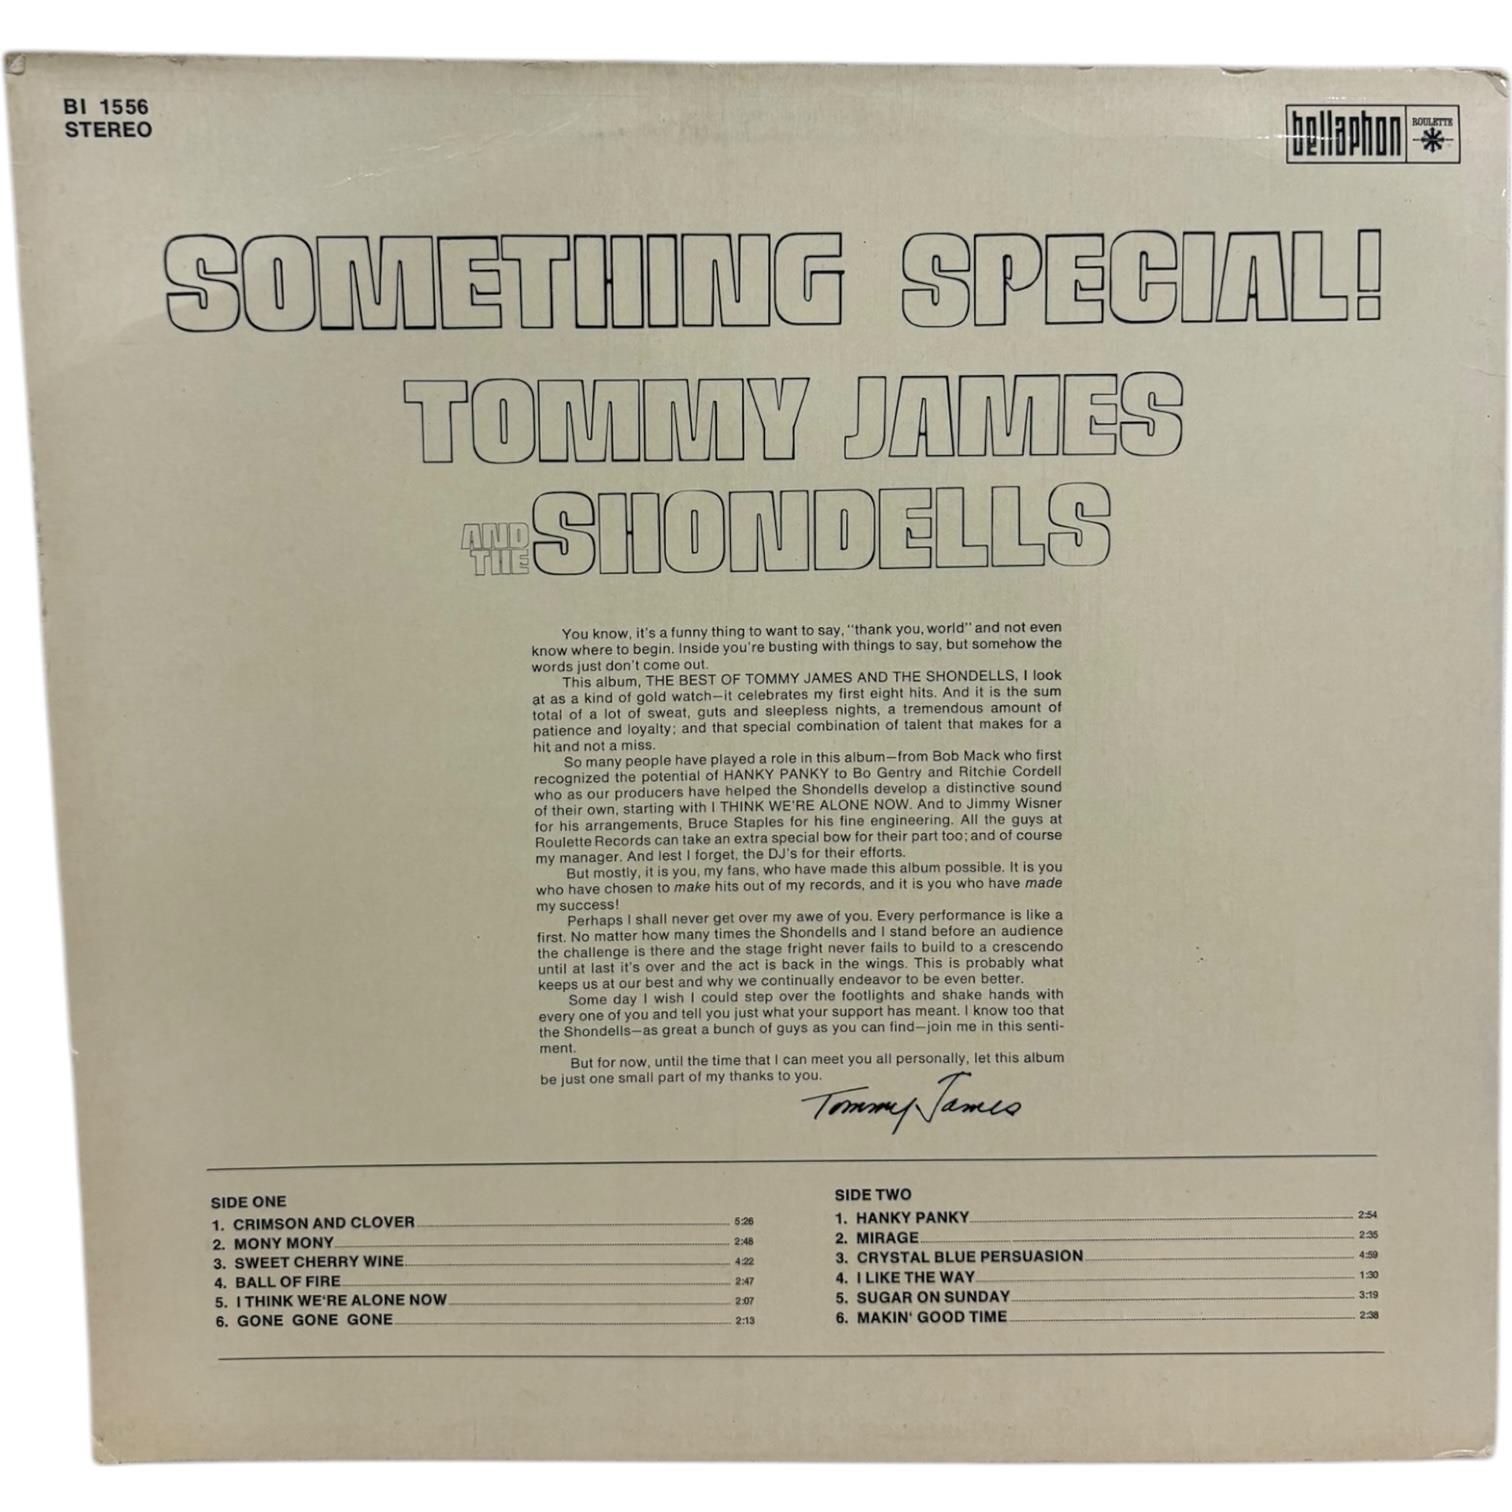 BI 1556
STEREO
bellaphon
ROULETTE
SOMETHING SPECIAL!
TOMMY JAMES
AND THE SHONDELLS
You know, it's a funny thing to want to say, "thank you, world" and not even
know where to begin. Inside you're busting with things to say, but somehow the
words just don't come out.
This album, THE BEST OF TOMMY JAMES AND THE SHONDELLS, I look
at as a kind of gold watch—it celebrates my first eight hits. And it is the sum
total of a lot of sweat, guts and sleepless nights, a tremendous amount of
patience and loyalty; and that special combination of talent that makes for a
hit and not a miss.
So many people have played a role in this album—from Bob Mack who first
recognized the potential of HANKY PANKY to Bo Gentry and Ritchie Cordell
who as our producers have helped the Shondells develop a distinctive sound
of their own, starting with I THINK WE'RE ALONE NOW. And to Jimmy Wisner
for his arrangements, Bruce Staples for his fine engineering. All the guys at
Roulette Records can take an extra special bow for their part too; and of course
my manager. And lest I forget, the DJ's for their efforts.
But mostly, it is you, my fans, who have made this album possible. It is you
who have chosen to make hits out of my records, and it is you who have made
my success!
Perhaps I shall never get over my awe of you. Every performance is like a
first. No matter how many times the Shondells and I stand before an audience
the challenge is there and the stage fright never fails to build to a crescendo
until at last it's over and the act is back in the wings. This is probably what
keeps us at our best and why we continually endeavor to be even better.
Some day I wish I could step over the footlights and shake hands with
every one of you and tell you just what your support has meant. I know too that
the Shondells—as great a bunch of guys as you can find—join me in this senti-
ment.
But for now, until the time that I can meet you all personally, let this album
be just one small part of my thanks to you.
Tommy James
SIDE ONE
1. CRIMSON AND CLOVER 5:26
2. MONY MONY 2:48
3. SWEET CHERRY WINE 4:22
4. BALL OF FIRE 2:47
5. I THINK WE'RE ALONE NOW 2:07
6. GONE GONE GONE 2:13
SIDE TWO
1. HANKY PANKY 2:54
2. MIRAGE 2:35
3. CRYSTAL BLUE PERSUASION 4:59
4. I LIKE THE WAY 1:30
5. SUGAR ON SUNDAY 3:19
6. MAKIN' GOOD TIME 2:38